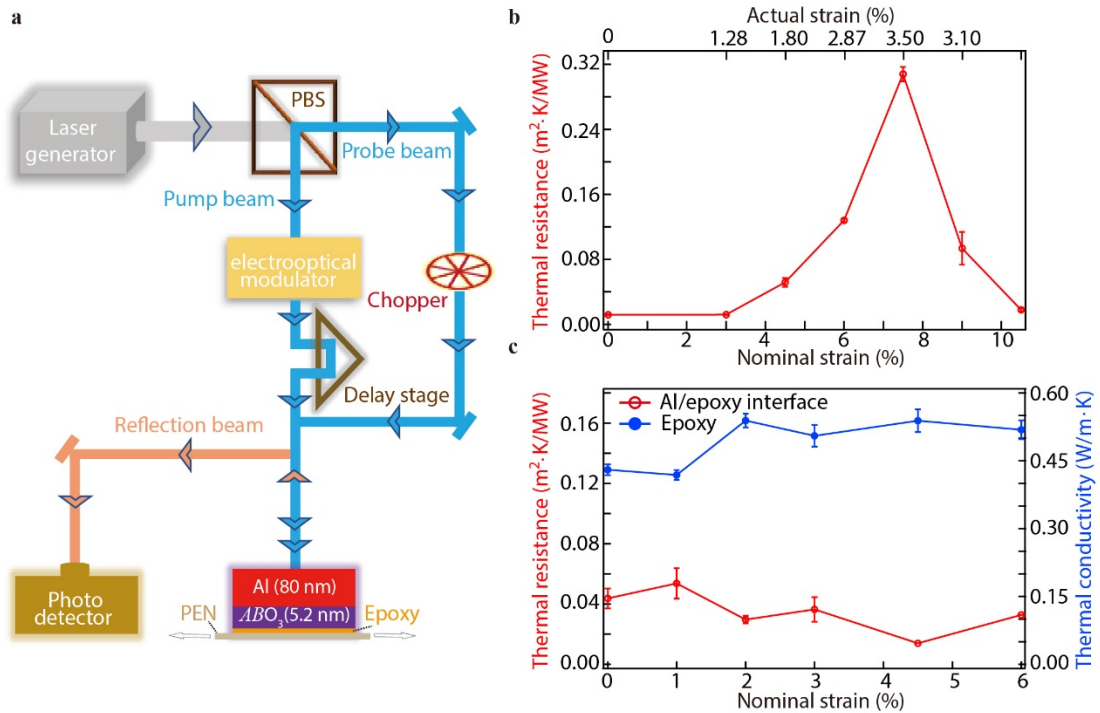 a
Laser
generator
PBS
Probe beam
Pump beam
electrooptical
modulator
Chopper
Delay stage
Reflection beam
Photo
detector
Al (80 nm)
ABO₃(5.2 nm)
PEN
Epoxy
b
Actual strain (%)
0 1.28 1.80 2.87 3.50 3.10
Thermal resistance (m²·K/MW)
0.32
0.24
0.16
0.08
0.00
0 2 4 6 8 10
Nominal strain (%)
c
Al/epoxy interface
Epoxy
Thermal resistance (m²·K/MW)
0.16
0.12
0.08
0.04
0.00
0.60
0.45
0.30
0.15
0.00
Thermal conductivity (W/m·K)
0 1 2 3 4 5 6
Nominal strain (%)